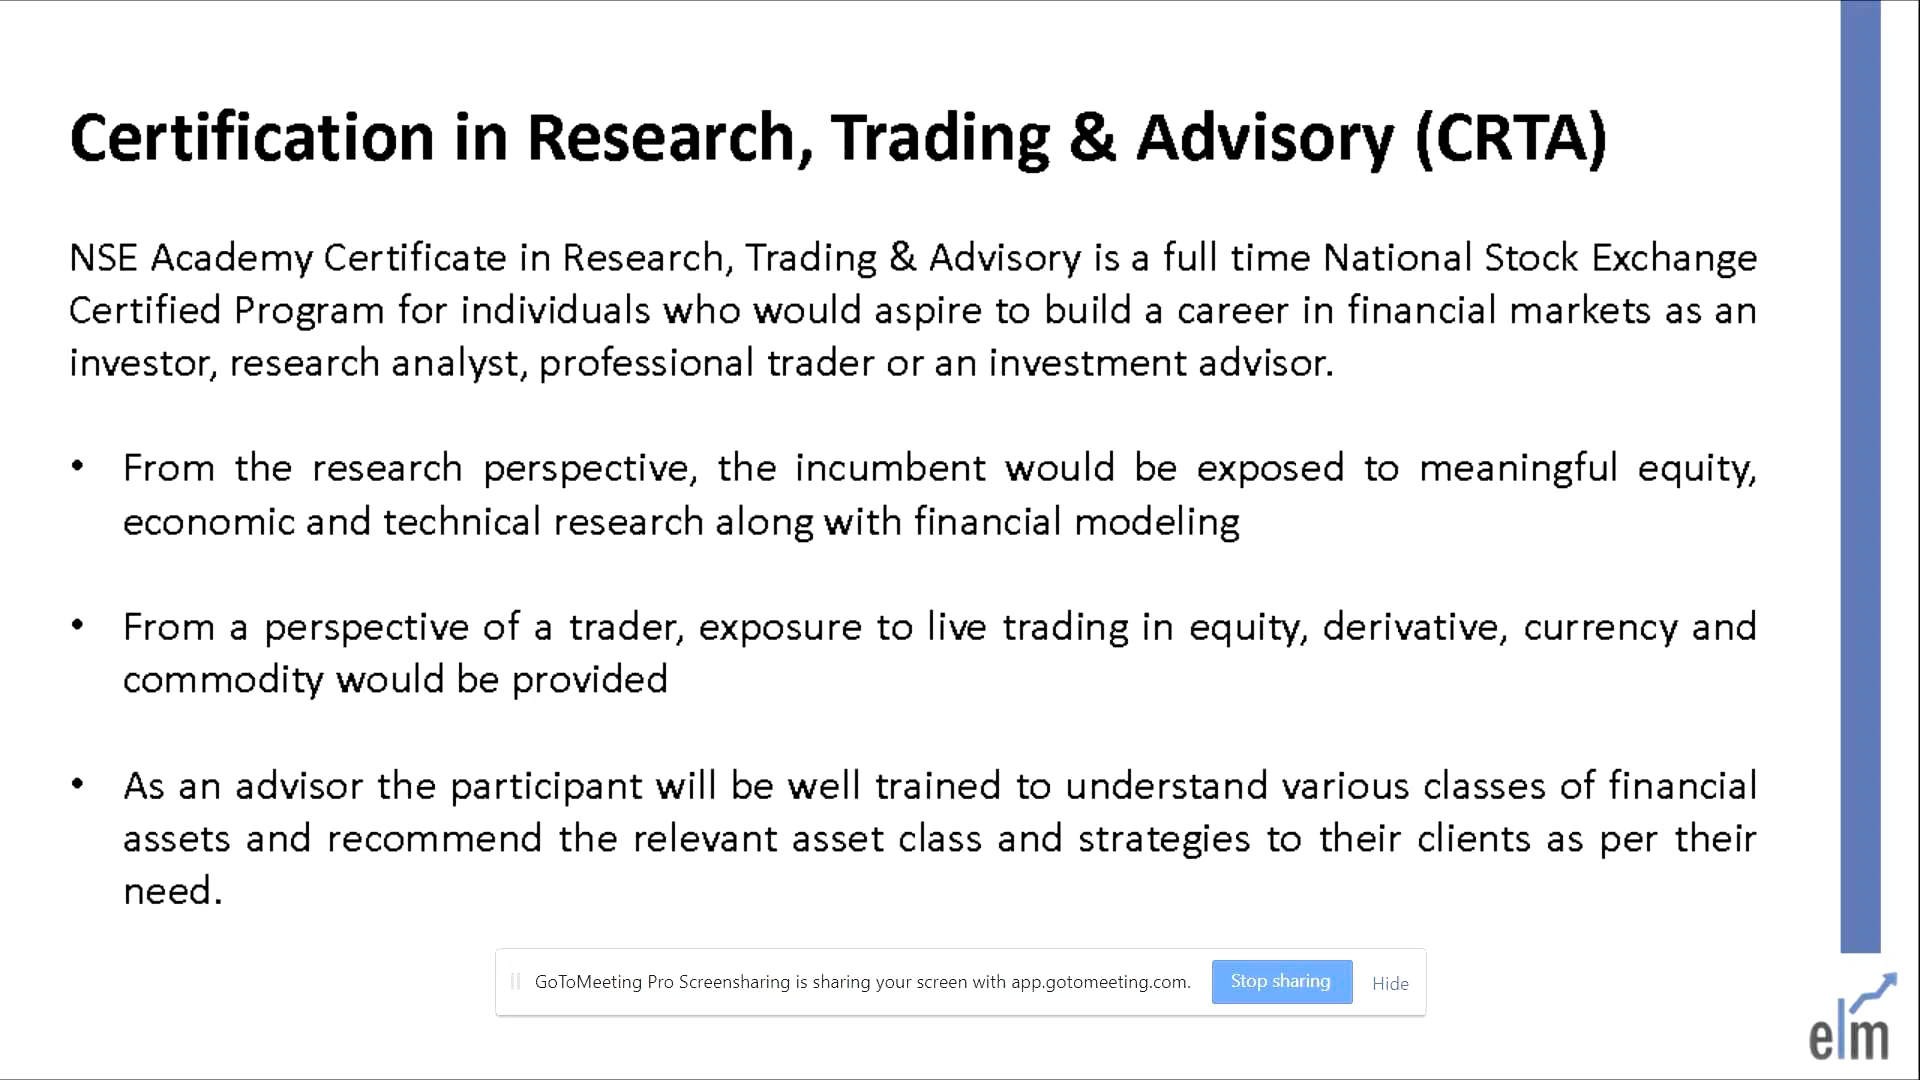 Certification in Research, Trading & Advisory (CRTA)
NSE Academy Certificate in Research, Trading & Advisory is a full time National Stock Exchange
Certified Program for individuals who would aspire to build a career in financial markets as an
investor, research analyst, professional trader or an investment advisor.
• From the research perspective, the incumbent would be exposed to meaningful equity,
economic and technical research along with financial modeling
• From a perspective of a trader, exposure to live trading in equity, derivative, currency and
commodity would be provided
• As an advisor the participant will be well trained to understand various classes of financial
assets and recommend the relevant asset class and strategies to their clients as per their
need.
GoToMeeting Pro Screensharing is sharing your screen with app.gotomeeting.com. Stop sharing Hide
elm